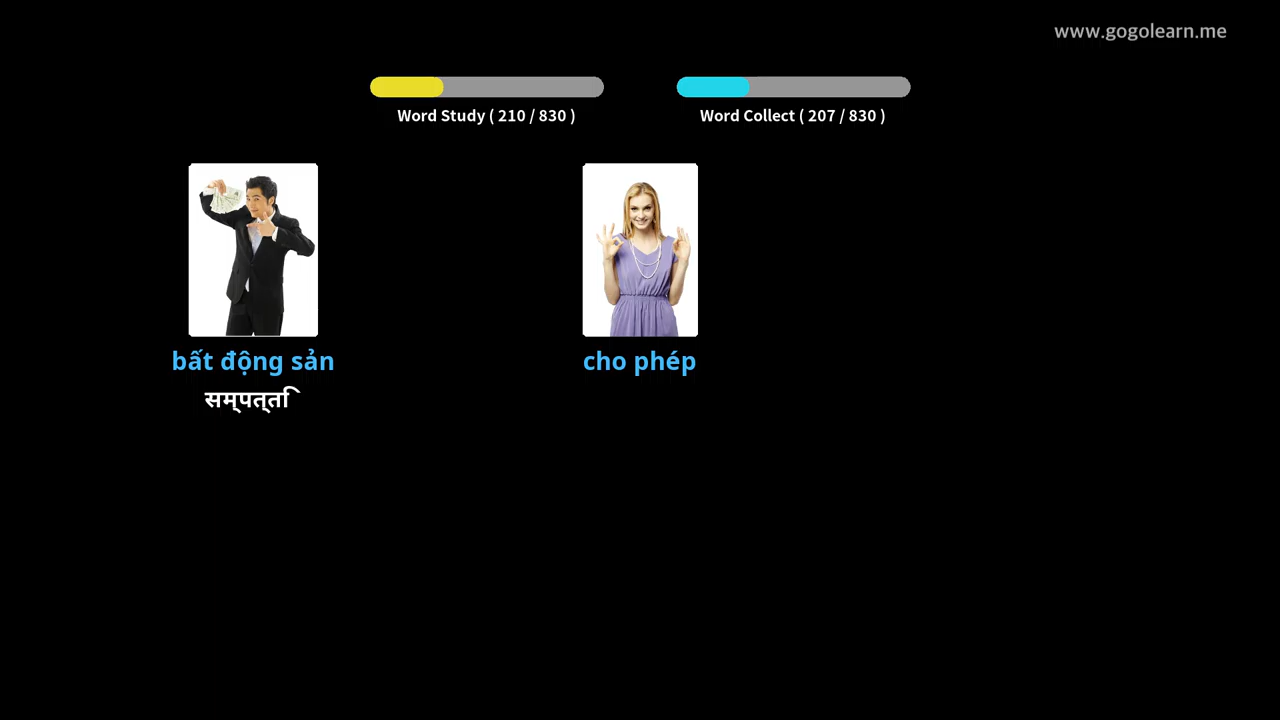 www.gogolearn.me
Word Study ( 210 / 830 )
Word Collect ( 207 / 830 )
bất động sản
cho phép
सम्पत्ति